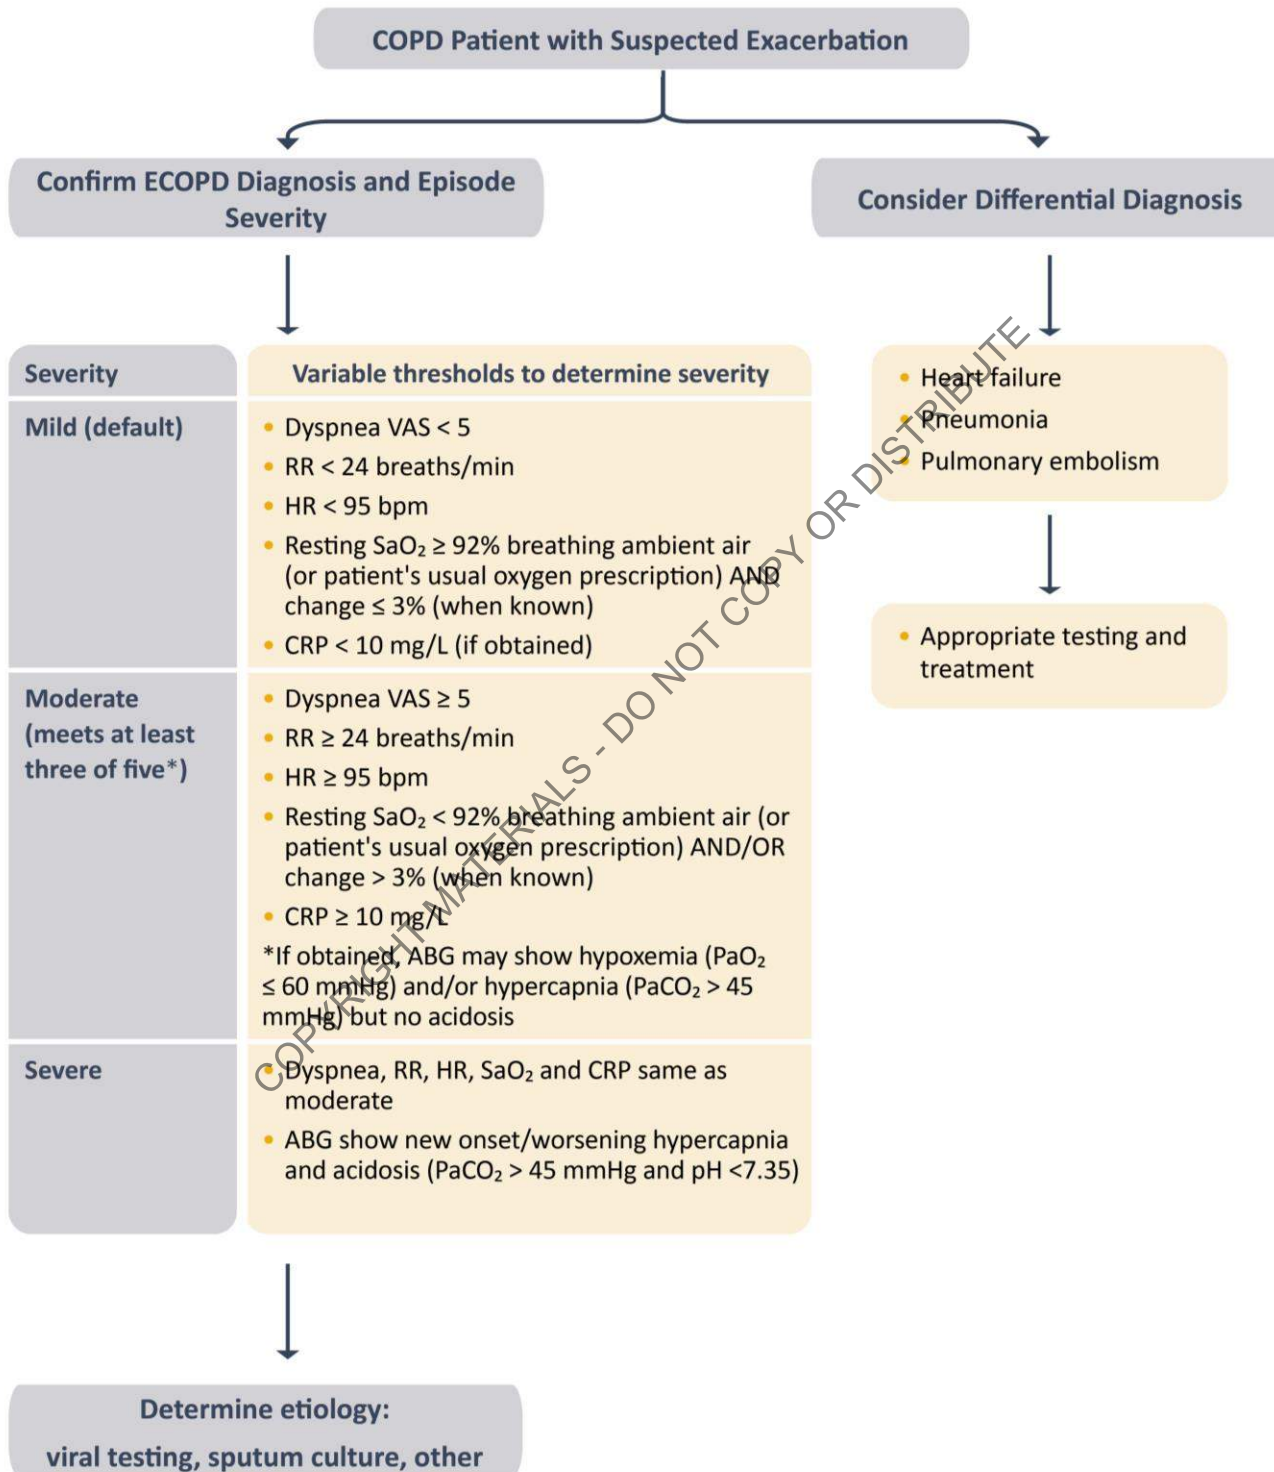 COPD Patient with Suspected Exacerbation
Confirm ECOPD Diagnosis and Episode
Severity
Consider Differential Diagnosis
Severity
Variable thresholds to determine severity
Mild (default)
• Dyspnea VAS < 5
• RR < 24 breaths/min
• HR < 95 bpm
• Resting SaO₂ ≥ 92% breathing ambient air
(or patient's usual oxygen prescription) AND
change ≤ 3% (when known)
• CRP < 10 mg/L (if obtained)
Moderate
(meets at least
three of five*)
• Dyspnea VAS ≥ 5
• RR ≥ 24 breaths/min
• HR ≥ 95 bpm
• Resting SaO₂ < 92% breathing ambient air (or
patient's usual oxygen prescription) AND/OR
change > 3% (when known)
• CRP ≥ 10 mg/L
*If obtained, ABG may show hypoxemia (PaO₂
≤ 60 mmHg) and/or hypercapnia (PaCO₂ > 45
mmHg) but no acidosis
Severe
• Dyspnea, RR, HR, SaO₂ and CRP same as
moderate
• ABG show new onset/worsening hypercapnia
and acidosis (PaCO₂ > 45 mmHg and pH <7.35)
• Heart failure
• Pneumonia
• Pulmonary embolism
• Appropriate testing and
treatment
Determine etiology:
viral testing, sputum culture, other
COPYRIGHT MATERIALS - DO NOT COPY OR DISTRIBUTE